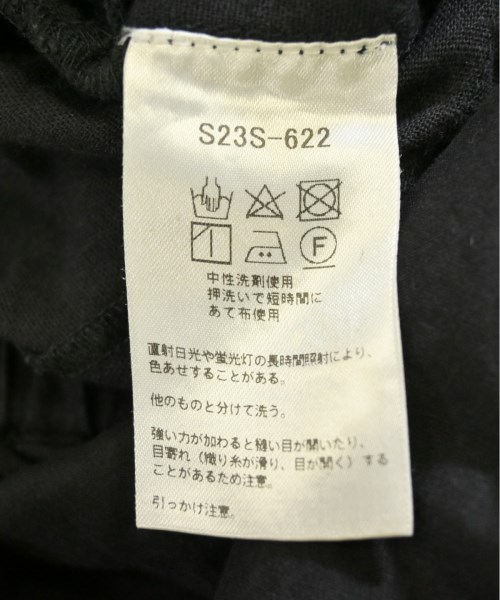 S23S-622
F
中性洗剤使用
押洗いで短時間に
あて布使用
直射日光や蛍光灯の長時間照射により、
色あせすることがある。
他のものと分けて洗う。
強い力が加わると縫い目が開いたり、
目寄れ（織り糸が滑り、目が開く）する
ことがあるため注意。
引っかけ注意。